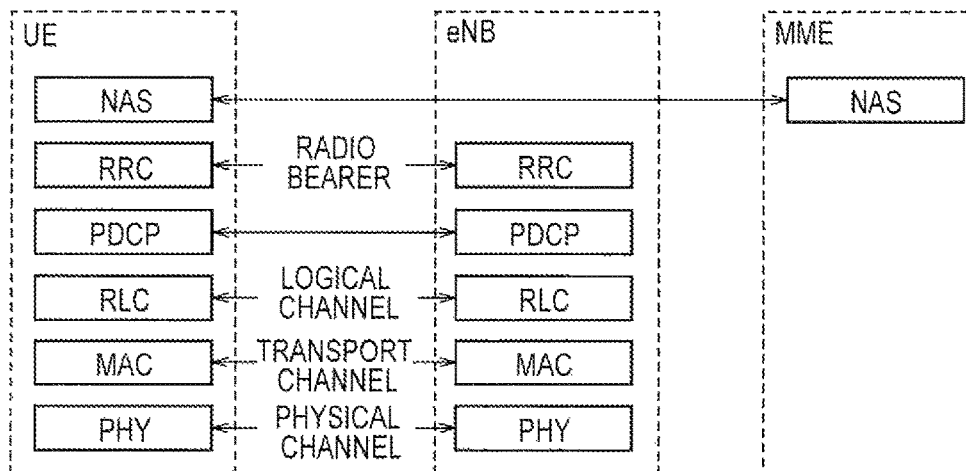 UE eNB MME
NAS NAS
RRC RADIO BEARER RRC
PDCP PDCP
RLC LOGICAL CHANNEL RLC
MAC TRANSPORT CHANNEL MAC
PHY PHYSICAL CHANNEL PHY